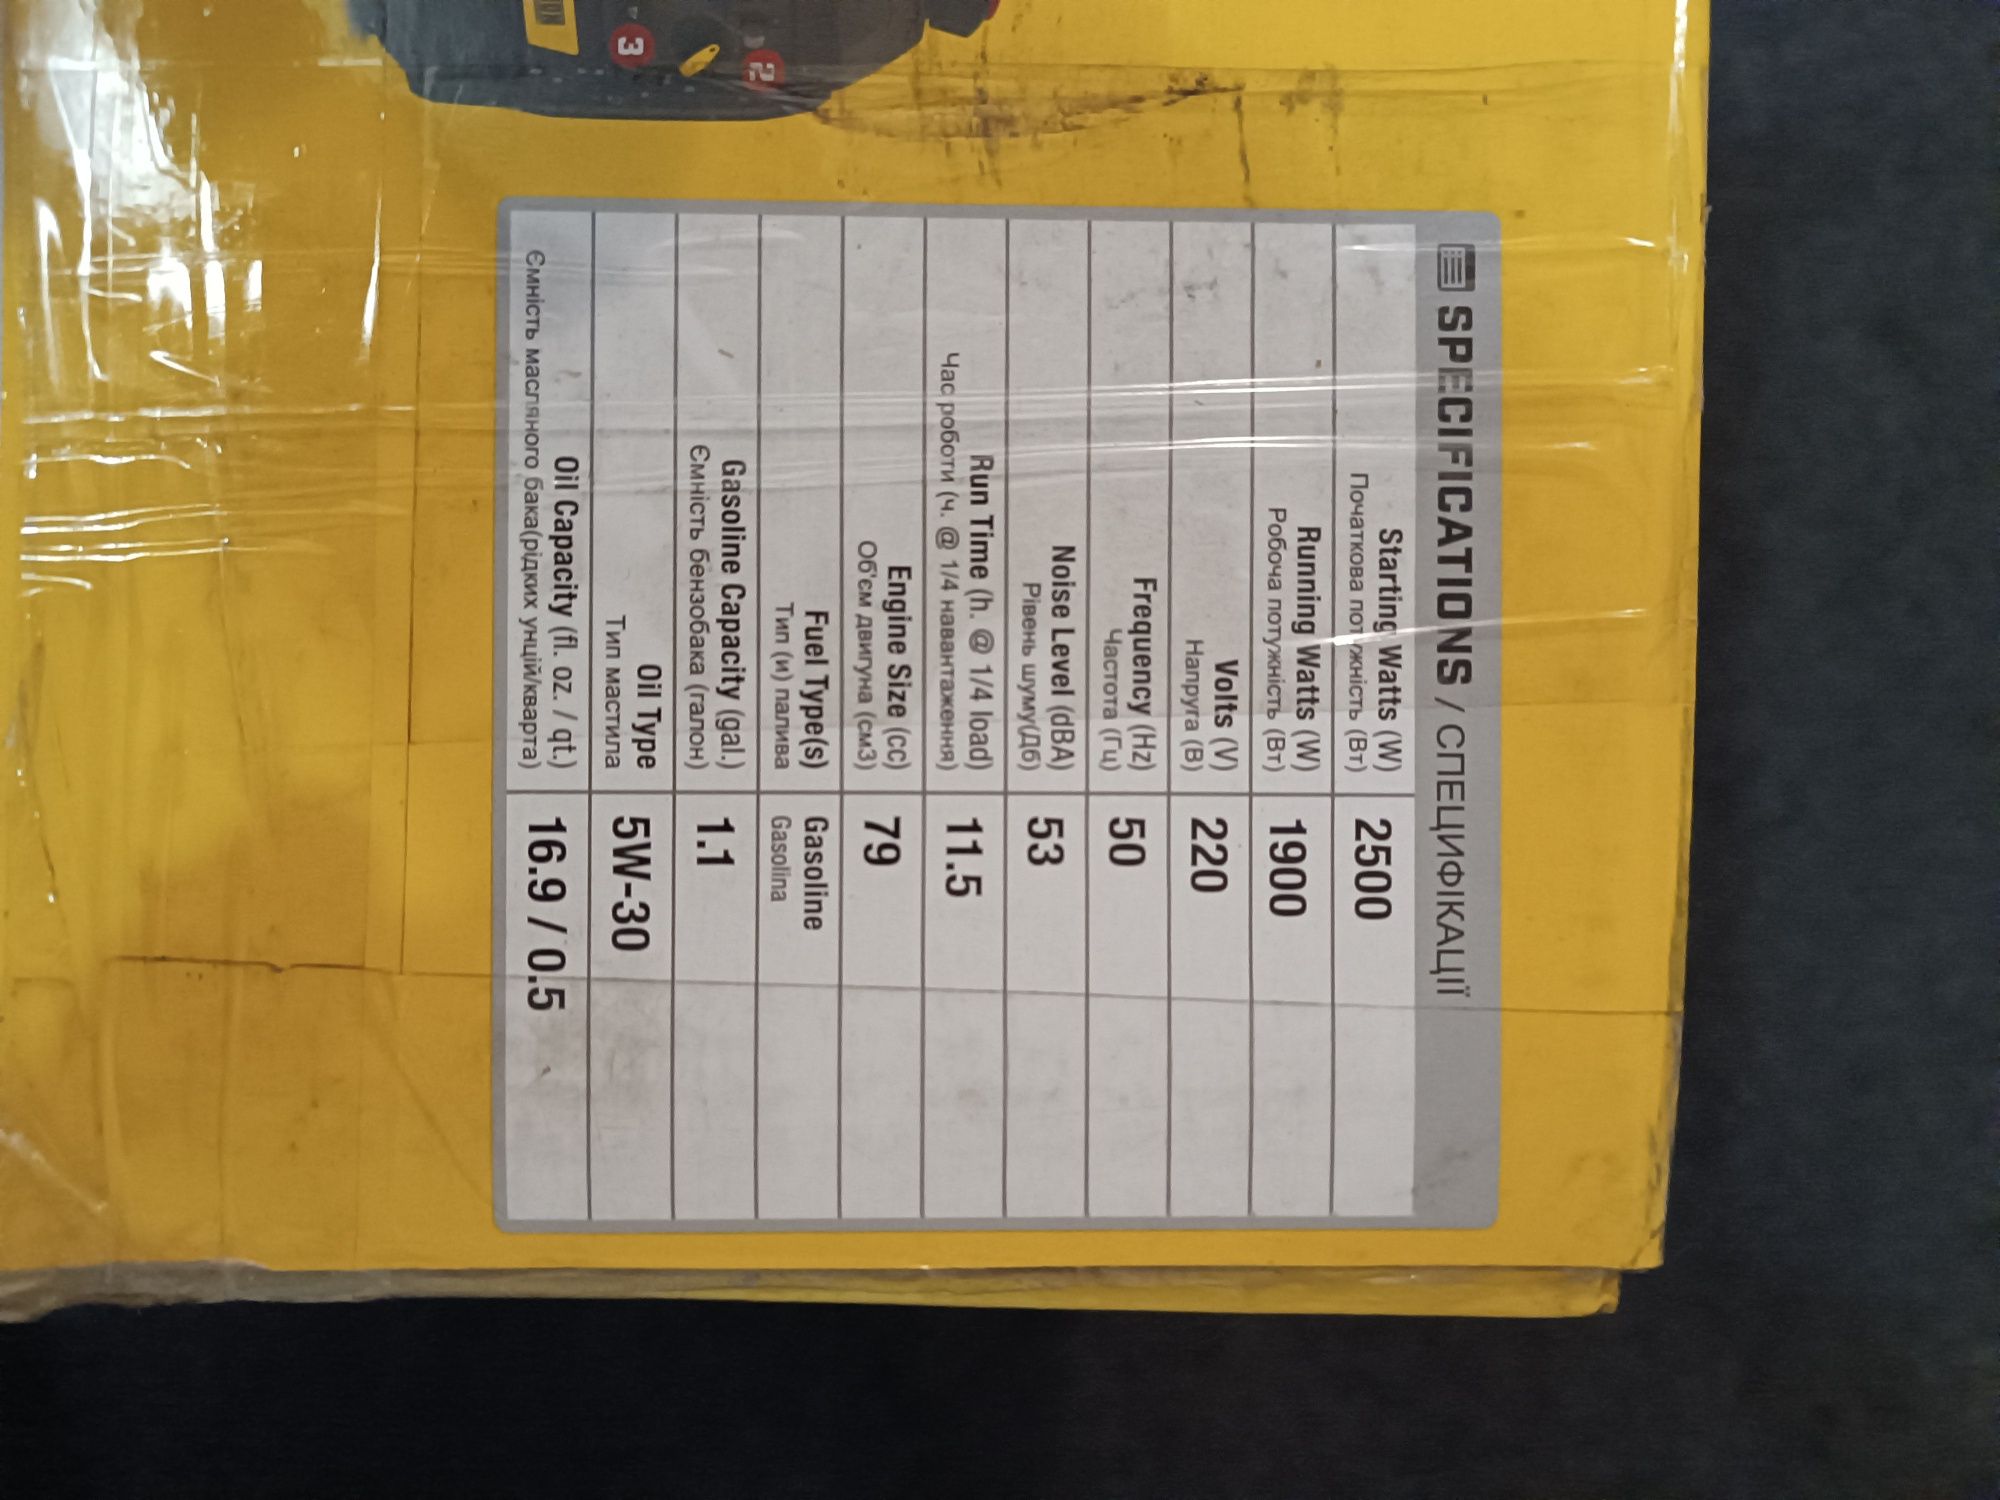 3
2
SPECIFICATIONS / СПЕЦИФІКАЦІЇ
Starting Watts (W) 2500
Початкова потужність (Вт)
Running Watts (W) 1900
Робоча потужність (Вт)
Volts (V) 220
Напруга (В)
Frequency (Hz) 50
Частота (Гц)
Noise Level (dBA) 53
Рівень шуму(Дб)
Run Time (h. @ 1/4 load) 11.5
Час роботи (ч. @ 1/4 навантаження)
Engine Size (cc) 79
Об'єм двигуна (см3)
Fuel Type(s) Gasoline
Тип (и) палива Gasolina
Gasoline Capacity (gal.) 1.1
Ємність бензобака (галон)
Oil Type 5W-30
Тип мастила
Oil Capacity (fl. oz. / qt.) 16.9 / 0.5
Ємність масляного бака(рідких унцій/кварта)